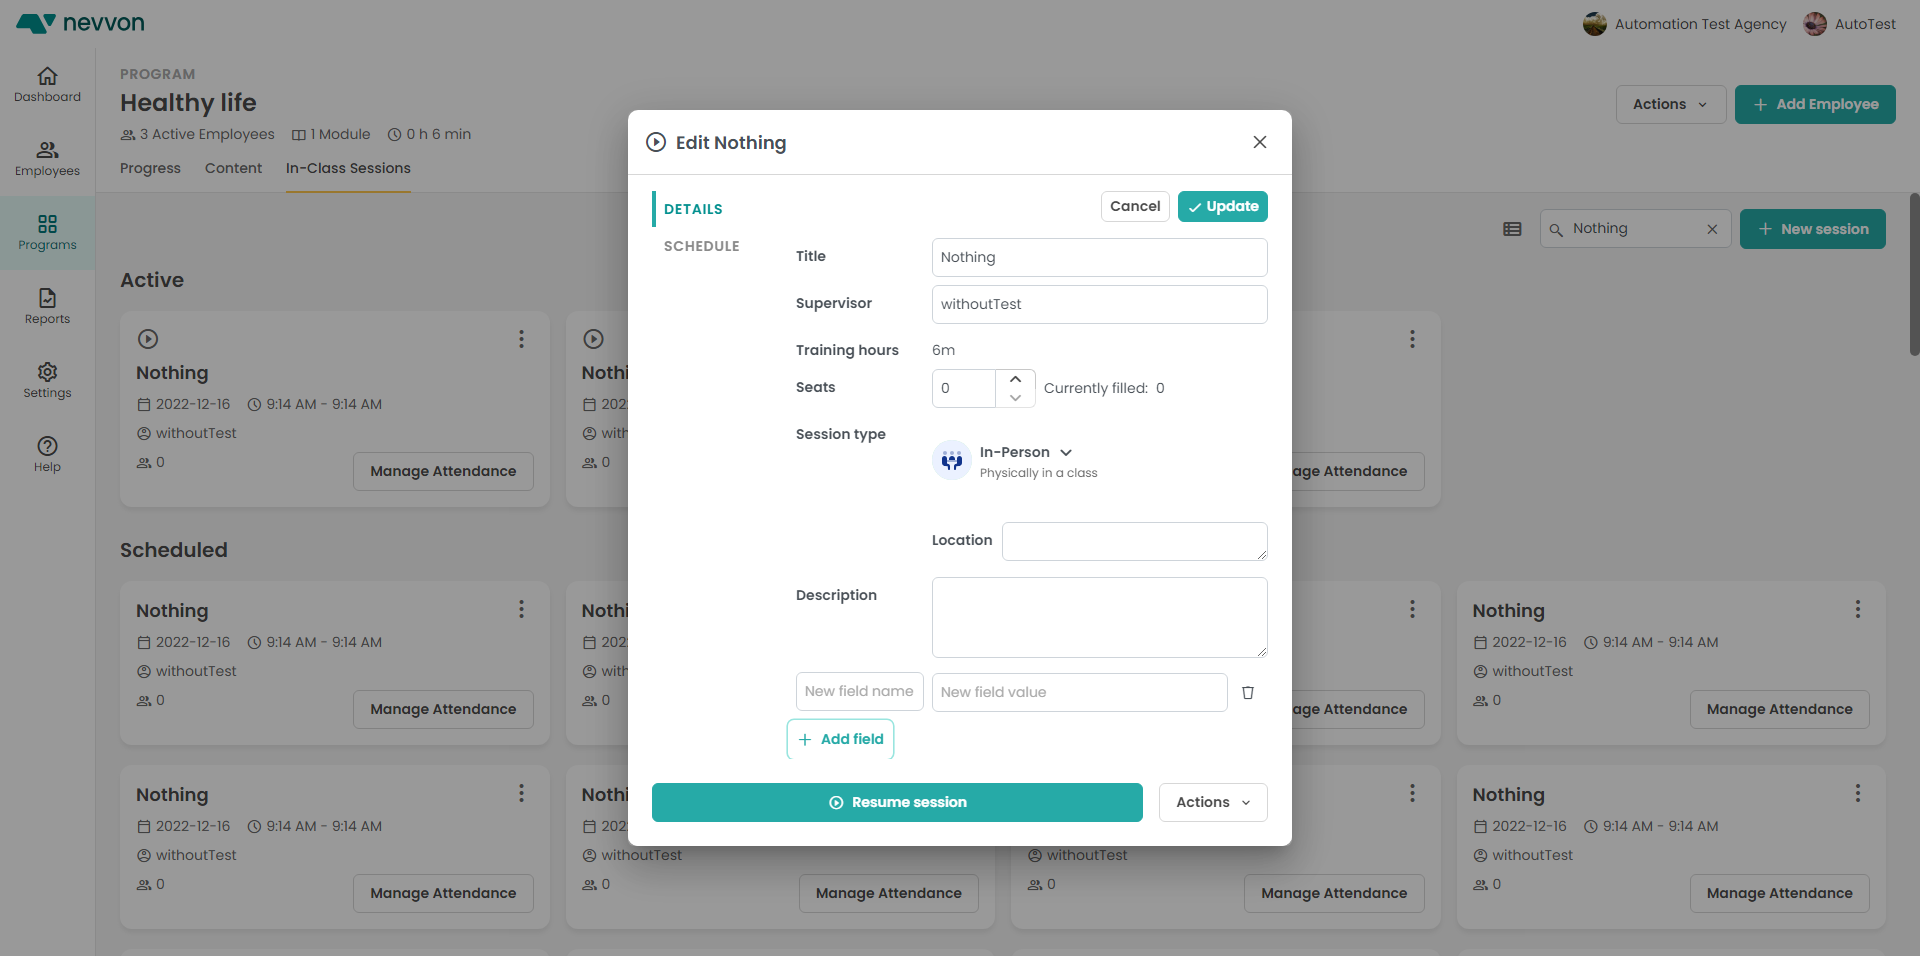 nevvon
Automation Test Agency
AutoTest
Dashboard
Employees
Programs
Reports
Settings
Help
PROGRAM
Healthy life
3 Active Employees
1 Module
0 h 6 min
Progress
Content
In-Class Sessions
Actions
+ Add Employee
Nothing
+ New session
Active
Nothing
2022-12-16
9:14 AM - 9:14 AM
withoutTest
0
Manage Attendance
Nothi
202
with
0
age Attendance
Scheduled
Nothing
2022-12-16
9:14 AM - 9:14 AM
withoutTest
0
Manage Attendance
Nothi
202
with
0
age Attendance
Nothing
2022-12-16
9:14 AM - 9:14 AM
withoutTest
0
Manage Attendance
Nothing
2022-12-16
9:14 AM - 9:14 AM
withoutTest
0
Manage Attendance
Nothi
202
withoutTest
0
Manage Attendance
withoutTest
0
Manage Attendance
Nothing
2022-12-16
9:14 AM - 9:14 AM
withoutTest
0
Manage Attendance
Edit Nothing
DETAILS
SCHEDULE
Cancel
Update
Title
Nothing
Supervisor
withoutTest
Training hours
6m
Seats
0
Currently filled: 0
Session type
In-Person
Physically in a class
Location
Description
New field name
New field value
+ Add field
Resume session
Actions